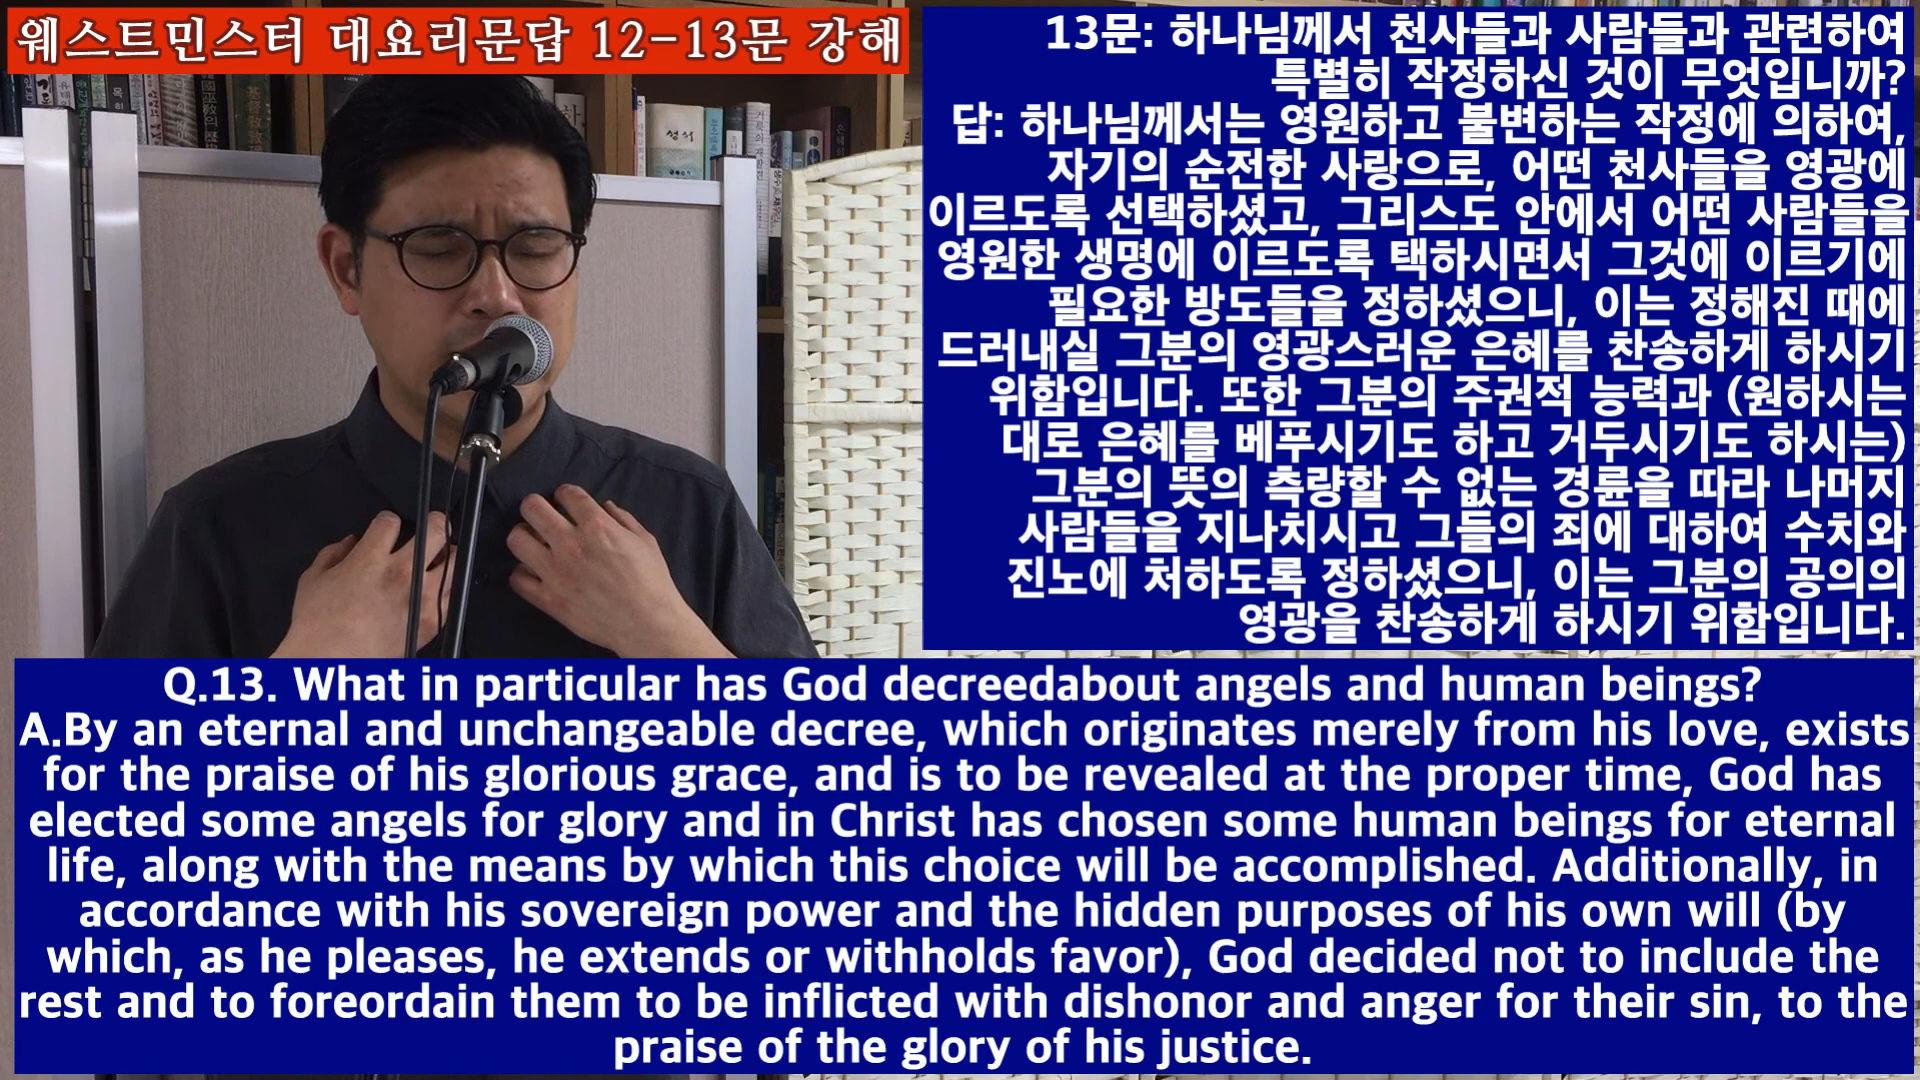 웨스트민스터 대요리문답 12-13문 강해
13문: 하나님께서 천사들과 사람들과 관련하여
특별히 작정하신 것이 무엇입니까?
답: 하나님께서는 영원하고 불변하는 작정에 의하여,
자기의 순전한 사랑으로, 어떤 천사들을 영광에
이르도록 선택하셨고, 그리스도 안에서 어떤 사람들을
영원한 생명에 이르도록 택하시면서 그것에 이르기에
필요한 방도들을 정하셨으니, 이는 정해진 때에
드러내실 그분의 영광스러운 은혜를 찬송하게 하시기
위함입니다. 또한 그분의 주권적 능력과 (원하시는
대로 은혜를 베푸시기도 하고 거두시기도 하시는)
그분의 뜻의 측량할 수 없는 경륜을 따라 나머지
사람들을 지나치시고 그들의 죄에 대하여 수치와
진노에 처하도록 정하셨으니, 이는 그분의 공의의
영광을 찬송하게 하시기 위함입니다.
성서
Q.13. What in particular has God decreedabout angels and human beings?
A.By an eternal and unchangeable decree, which originates merely from his love, exists
for the praise of his glorious grace, and is to be revealed at the proper time, God has
elected some angels for glory and in Christ has chosen some human beings for eternal
life, along with the means by which this choice will be accomplished. Additionally, in
accordance with his sovereign power and the hidden purposes of his own will (by
which, as he pleases, he extends or withholds favor), God decided not to include the
rest and to foreordain them to be inflicted with dishonor and anger for their sin, to the
praise of the glory of his justice.